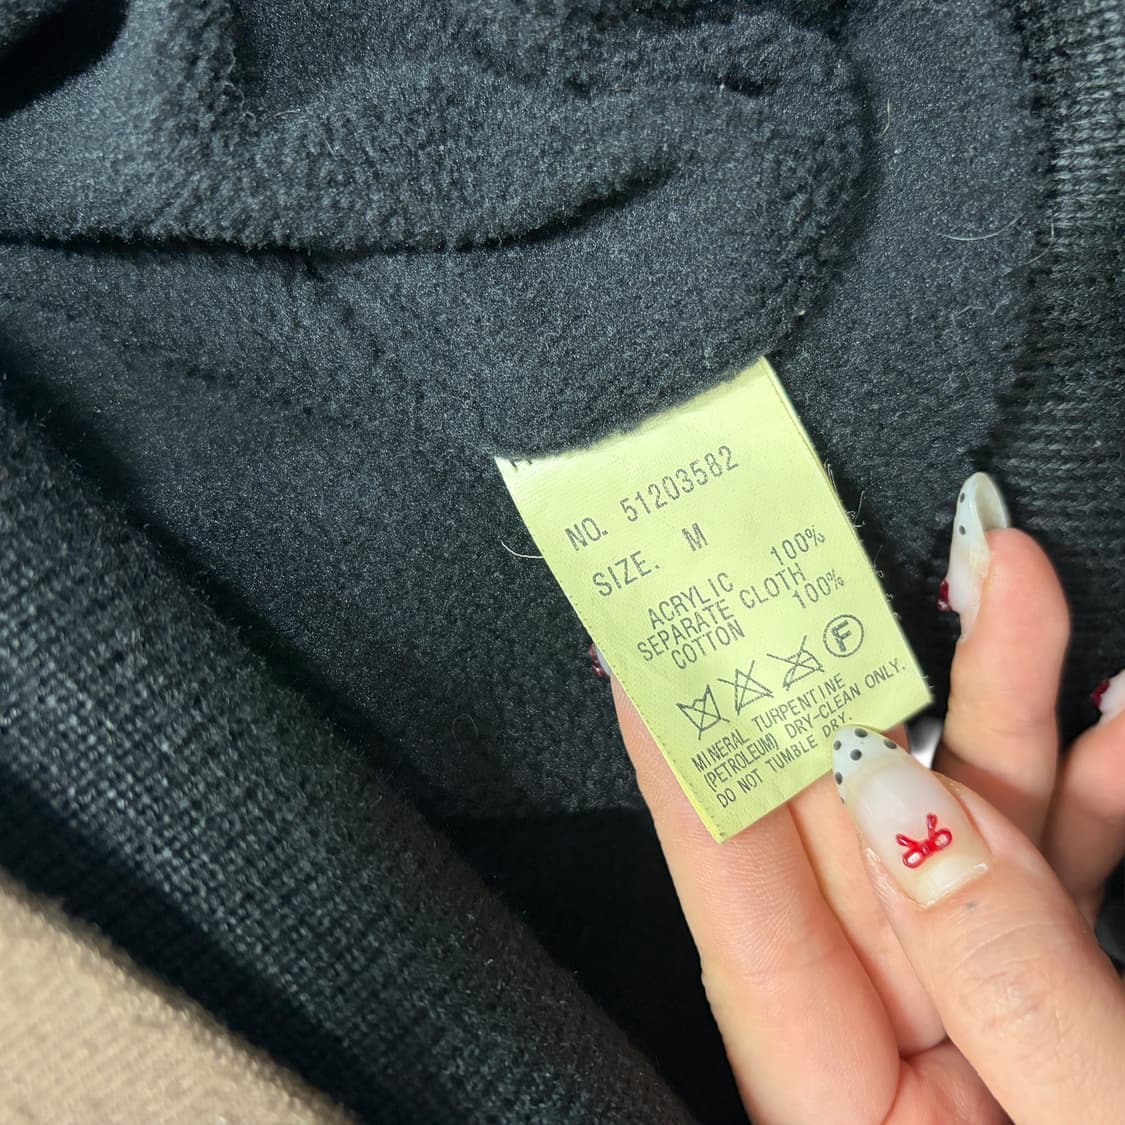 NO. 51203582
SIZE. M
ACRYLIC 100%
SEPARATE CLOTH
COTTON 100%
F
MINERAL TURPENTINE
(PETROLEUM) DRY-CLEAN ONLY.
DO NOT TUMBLE DRY.